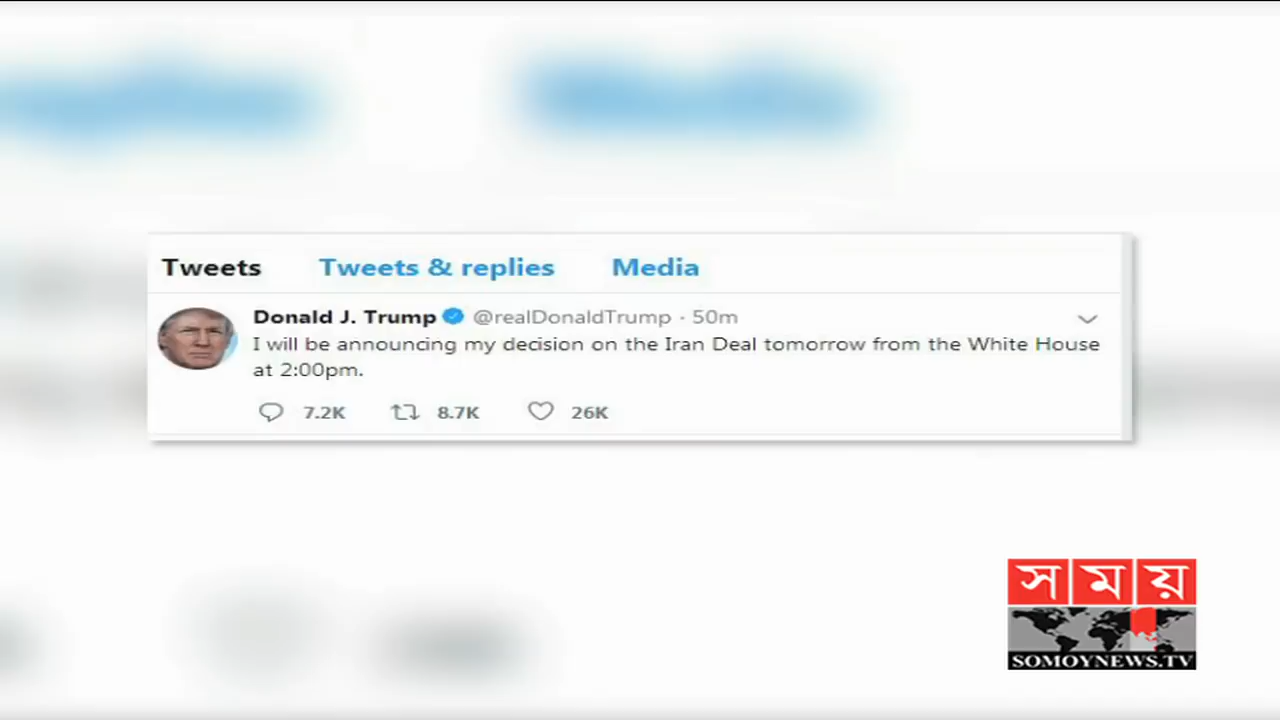 Tweets Tweets & replies Media
Donald J. Trump @realDonaldTrump · 50m
I will be announcing my decision on the Iran Deal tomorrow from the White House
at 2:00pm.
7.2K 8.7K 26K
সময়
SOMOYNEWS.TV